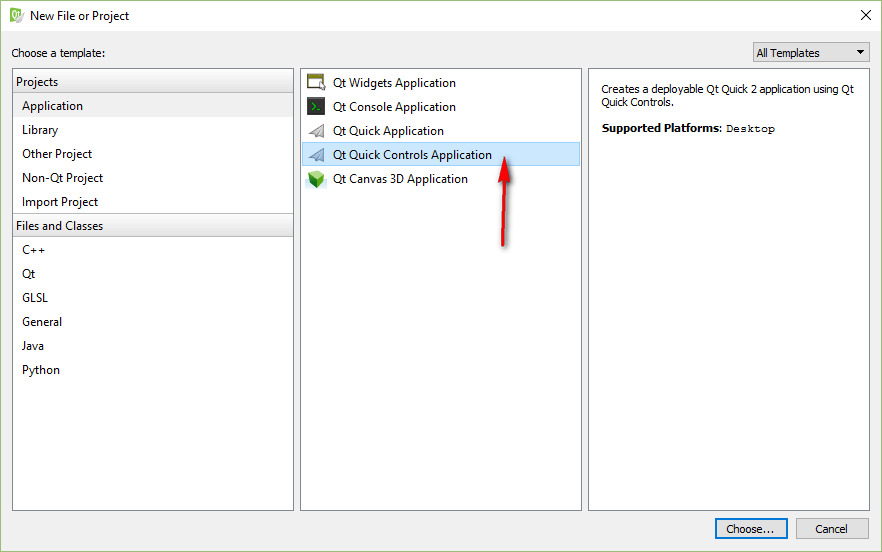 New File or Project
Choose a template:
All Templates
Projects
Application
Library
Other Project
Non-Qt Project
Import Project
Files and Classes
C++
Qt
GLSL
General
Java
Python
Qt Widgets Application
Qt Console Application
Qt Quick Application
Qt Quick Controls Application
Qt Canvas 3D Application
Creates a deployable Qt Quick 2 application using Qt
Quick Controls.
Supported Platforms: Desktop
Choose...
Cancel